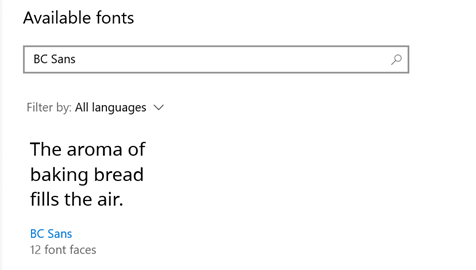 Available fonts
BC Sans
Filter by: All languages
The aroma of
baking bread
fills the air.
BC Sans
12 font faces